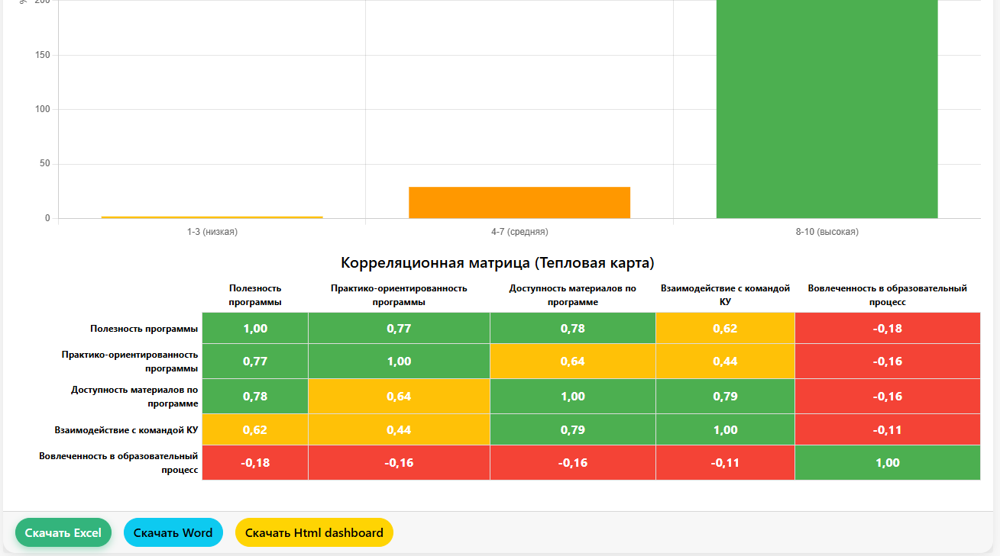 %
200
150
100
50
0
1-3 (низкая) 4-7 (средняя) 8-10 (высокая)
Корреляционная матрица (Тепловая карта)
Полезность программы
Практико-ориентированность программы
Доступность материалов по программе
Взаимодействие с командой КУ
Вовлеченность в образовательный процесс
Полезность программы 1,00 0,77 0,78 0,62 -0,18
Практико-ориентированность
программы 0,77 1,00 0,64 0,44 -0,16
Доступность материалов по
программе 0,78 0,64 1,00 0,79 -0,16
Взаимодействие с командой КУ 0,62 0,44 0,79 1,00 -0,11
Вовлеченность в образовательный
процесс -0,18 -0,16 -0,16 -0,11 1,00
Скачать Excel Скачать Word Скачать Html dashboard